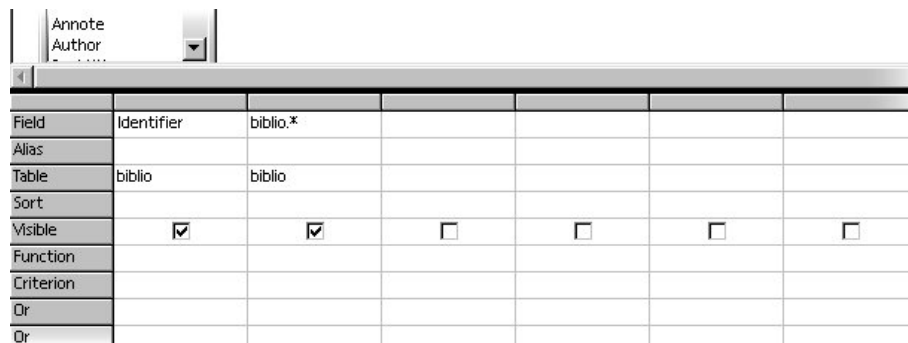 Annote
Author
Field Identifier biblio.*
Alias
Table biblio biblio
Sort
Visible
Function
Criterion
Or
Or